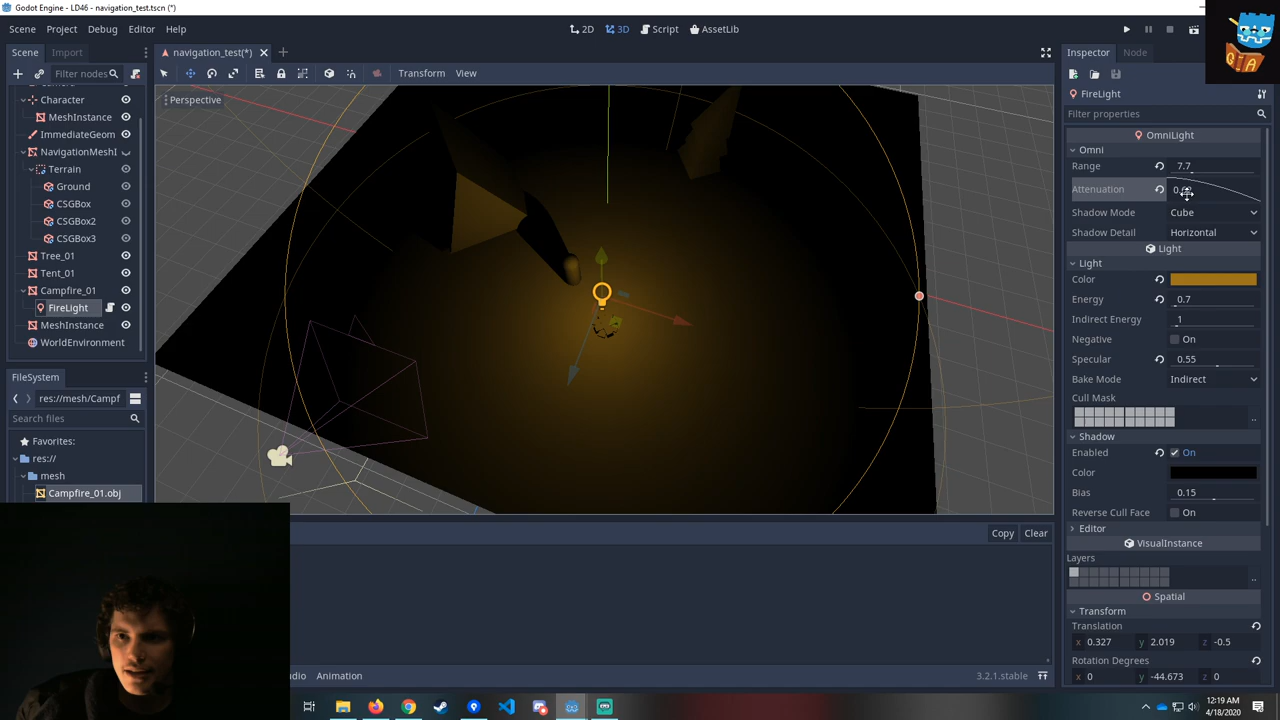 Godot Engine - LD46 - navigation_test.tscn (*)
Scene Project Debug Editor Help
2D 3D Script AssetLib
Scene Import
navigation_test(*)
Inspector Node
Filter nodes
Transform View
FireLight
Perspective
Filter properties
Character
MeshInstance
ImmediateGeom
NavigationMeshI
Terrain
Ground
CSGBox
CSGBox2
CSGBox3
Tree_01
Tent_01
Campfire_01
FireLight
MeshInstance
WorldEnvironment
OmniLight
Omni
Range 7.7
Attenuation
Shadow Mode Cube
Shadow Detail Horizontal
Light
Light
Color
Energy 0.7
Indirect Energy 1
Negative On
Specular 0.55
Bake Mode Indirect
Cull Mask
..
Shadow
Enabled On
Color
Bias 0.15
Reverse Cull Face On
Editor
VisualInstance
Layers
..
Spatial
Transform
Translation
x 0.327 y 2.019 z -0.5
Rotation Degrees
x 0 y -44.673 z 0
FileSystem
res://mesh/Campf
Search files
Favorites:
res://
mesh
Campfire_01.obj
Copy Clear
udio Animation
3.2.1.stable
Q A
12:19 AM
4/18/2020